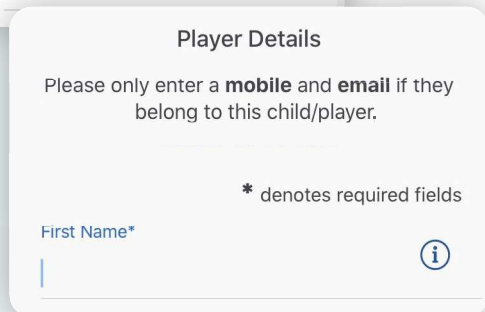 Player Details
Please only enter a mobile and email if they
belong to this child/player.
* denotes required fields
First Name*
i